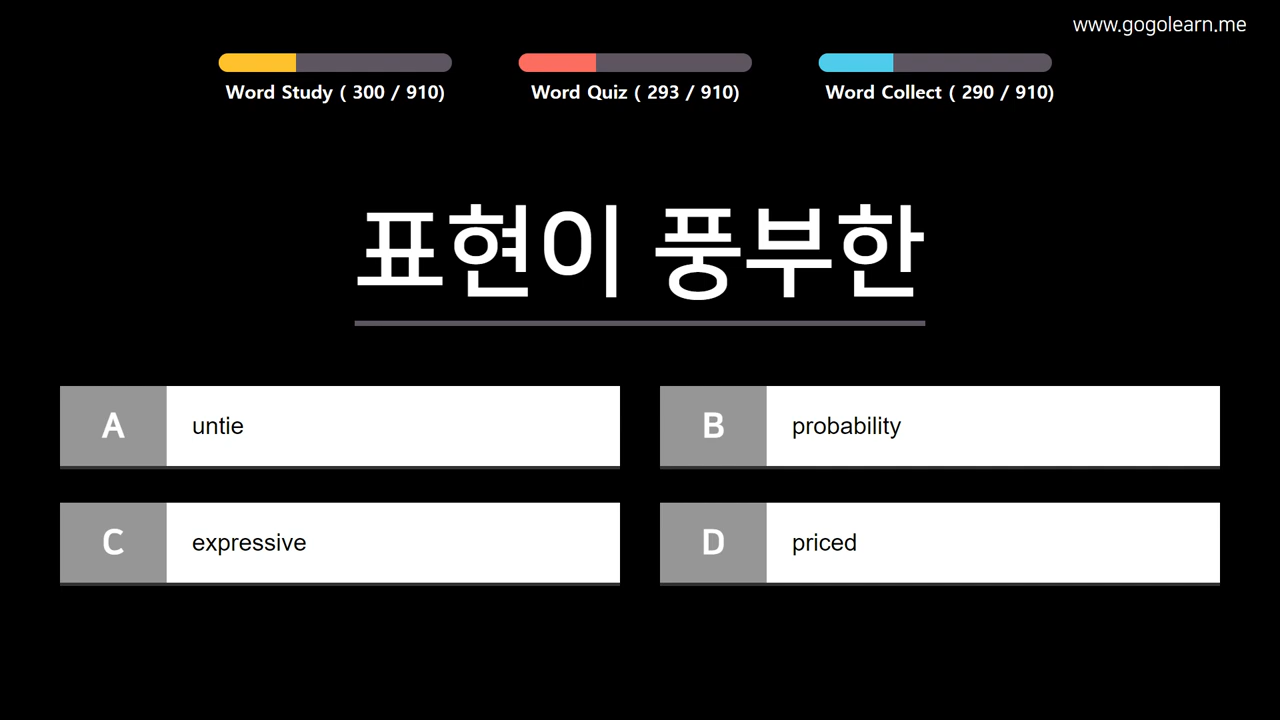 www.gogolearn.me
Word Study ( 300 / 910)
Word Quiz ( 293 / 910)
Word Collect ( 290 / 910)
표현이 풍부한
A
untie
B
probability
C
expressive
D
priced